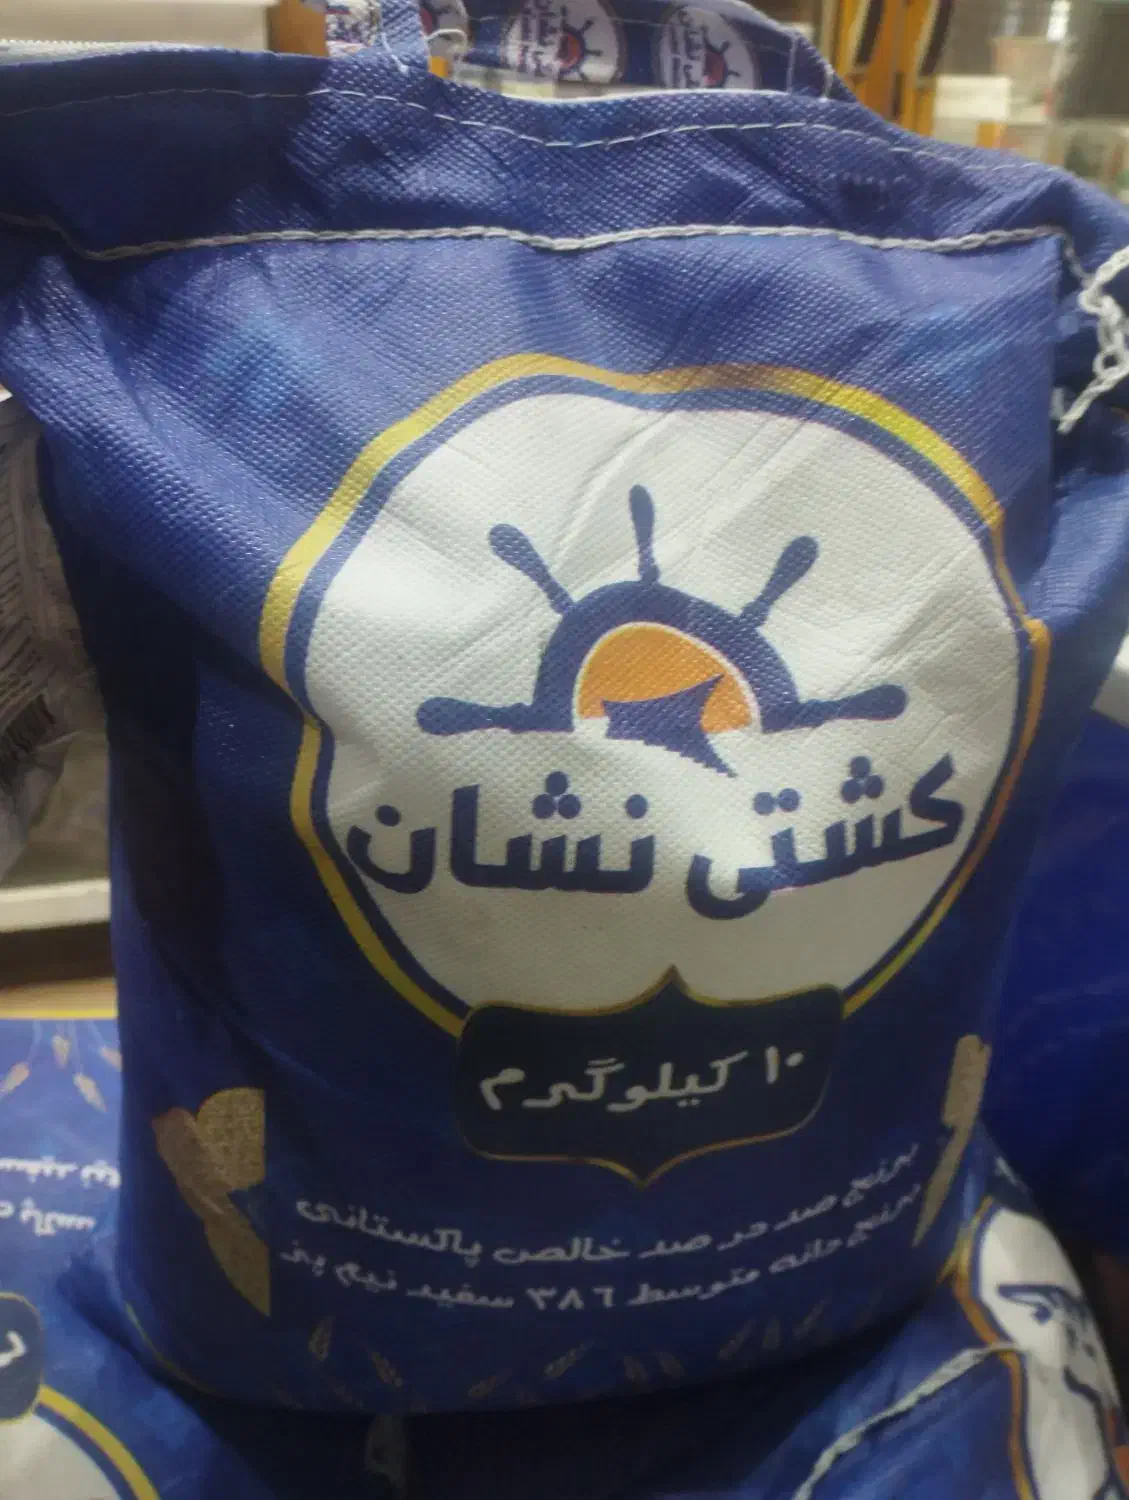 کشتی نشان
۱۰ کیلوگرم
برنج صد در صد خالص پاکستانی
برنج دانه متوسط ۳۸۶ سفید نیم پز